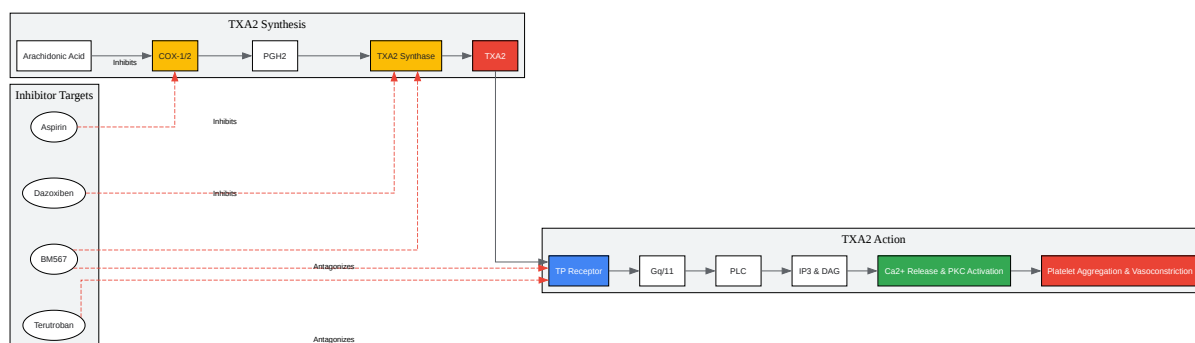 TXA2 Synthesis
Arachidonic Acid
Inhibits
COX-1/2
PGH2
TXA2 Synthase
TXA2
Inhibitor Targets
Aspirin
Inhibits
Dazoxiben
Inhibits
BM567
Antagonizes
Terutroban
Antagonizes
TXA2 Action
TP Receptor
Gq/11
PLC
IP3 & DAG
Ca2+ Release & PKC Activation
Platelet Aggregation & Vasoconstriction